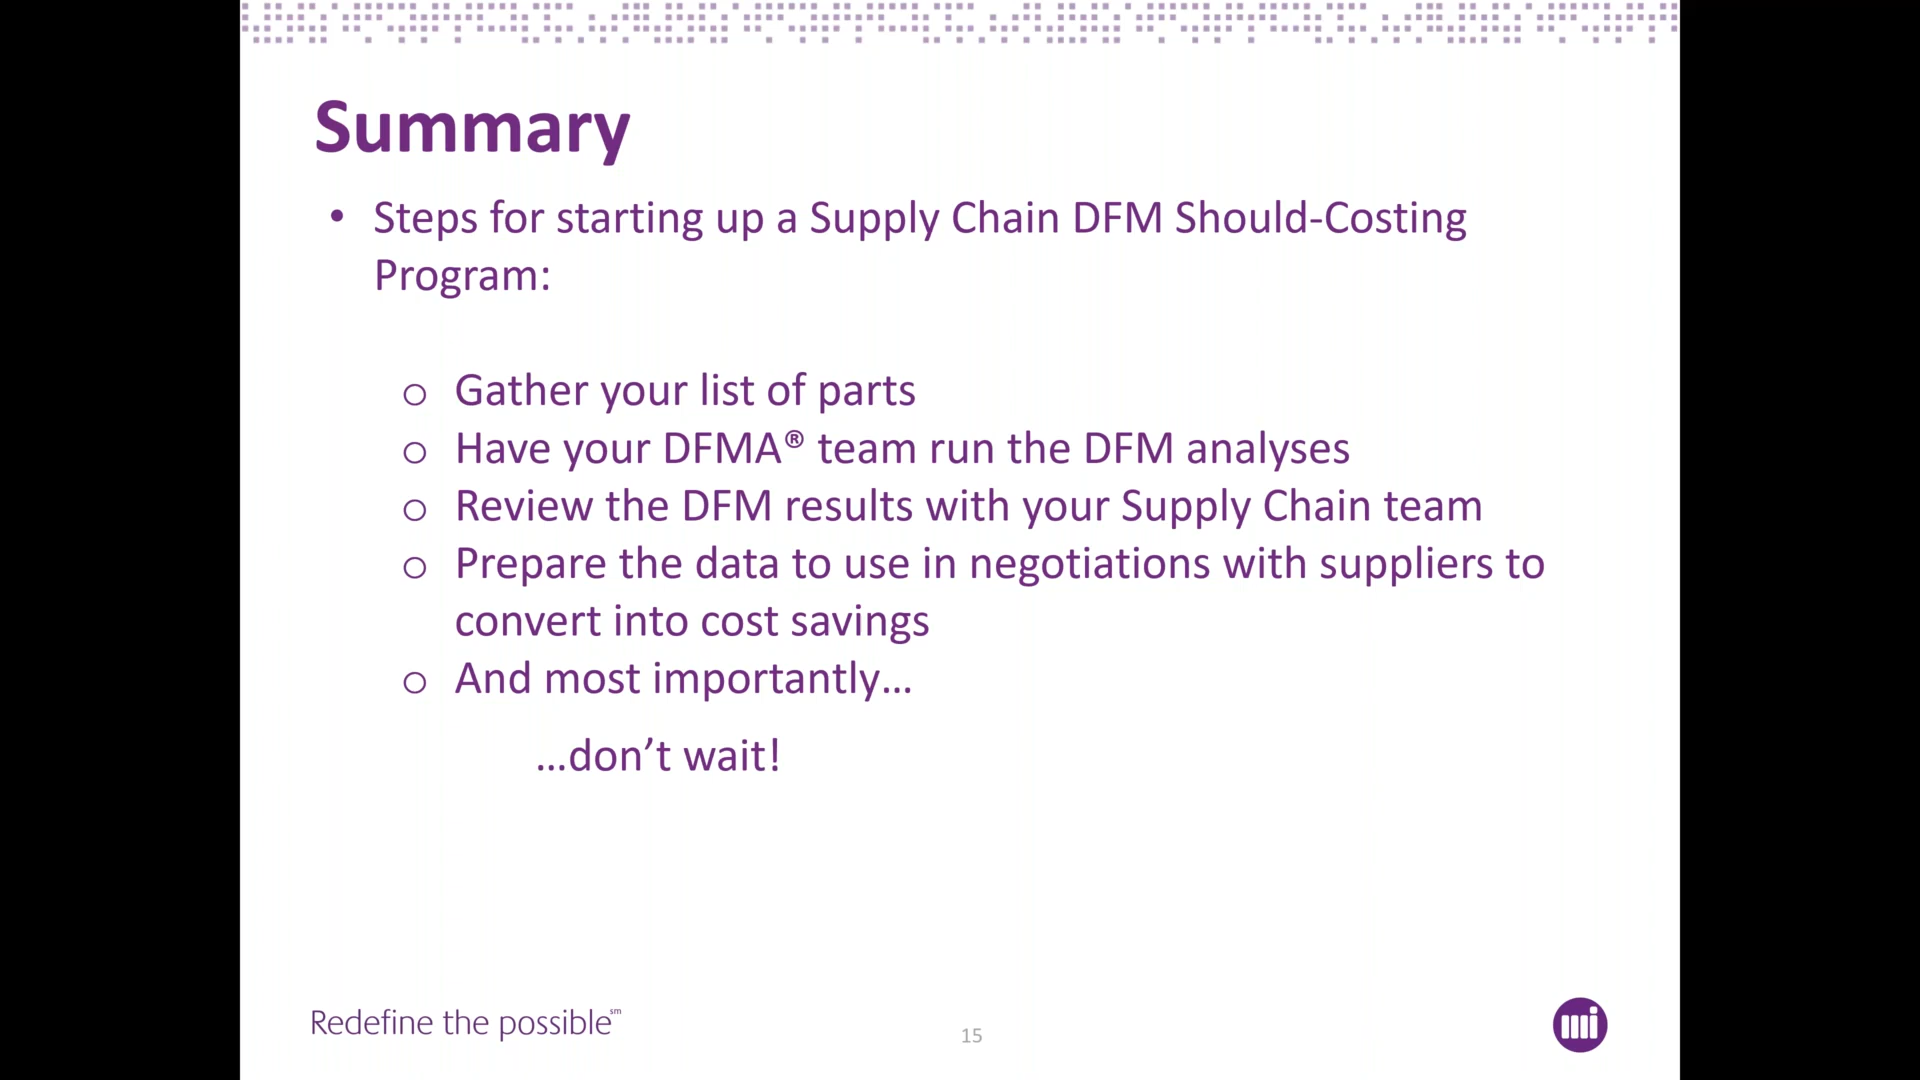 Summary
• Steps for starting up a Supply Chain DFM Should-Costing
Program:
o Gather your list of parts
o Have your DFMA® team run the DFM analyses
o Review the DFM results with your Supply Chain team
o Prepare the data to use in negotiations with suppliers to
convert into cost savings
o And most importantly…
…don’t wait!
Redefine the possible℠
15